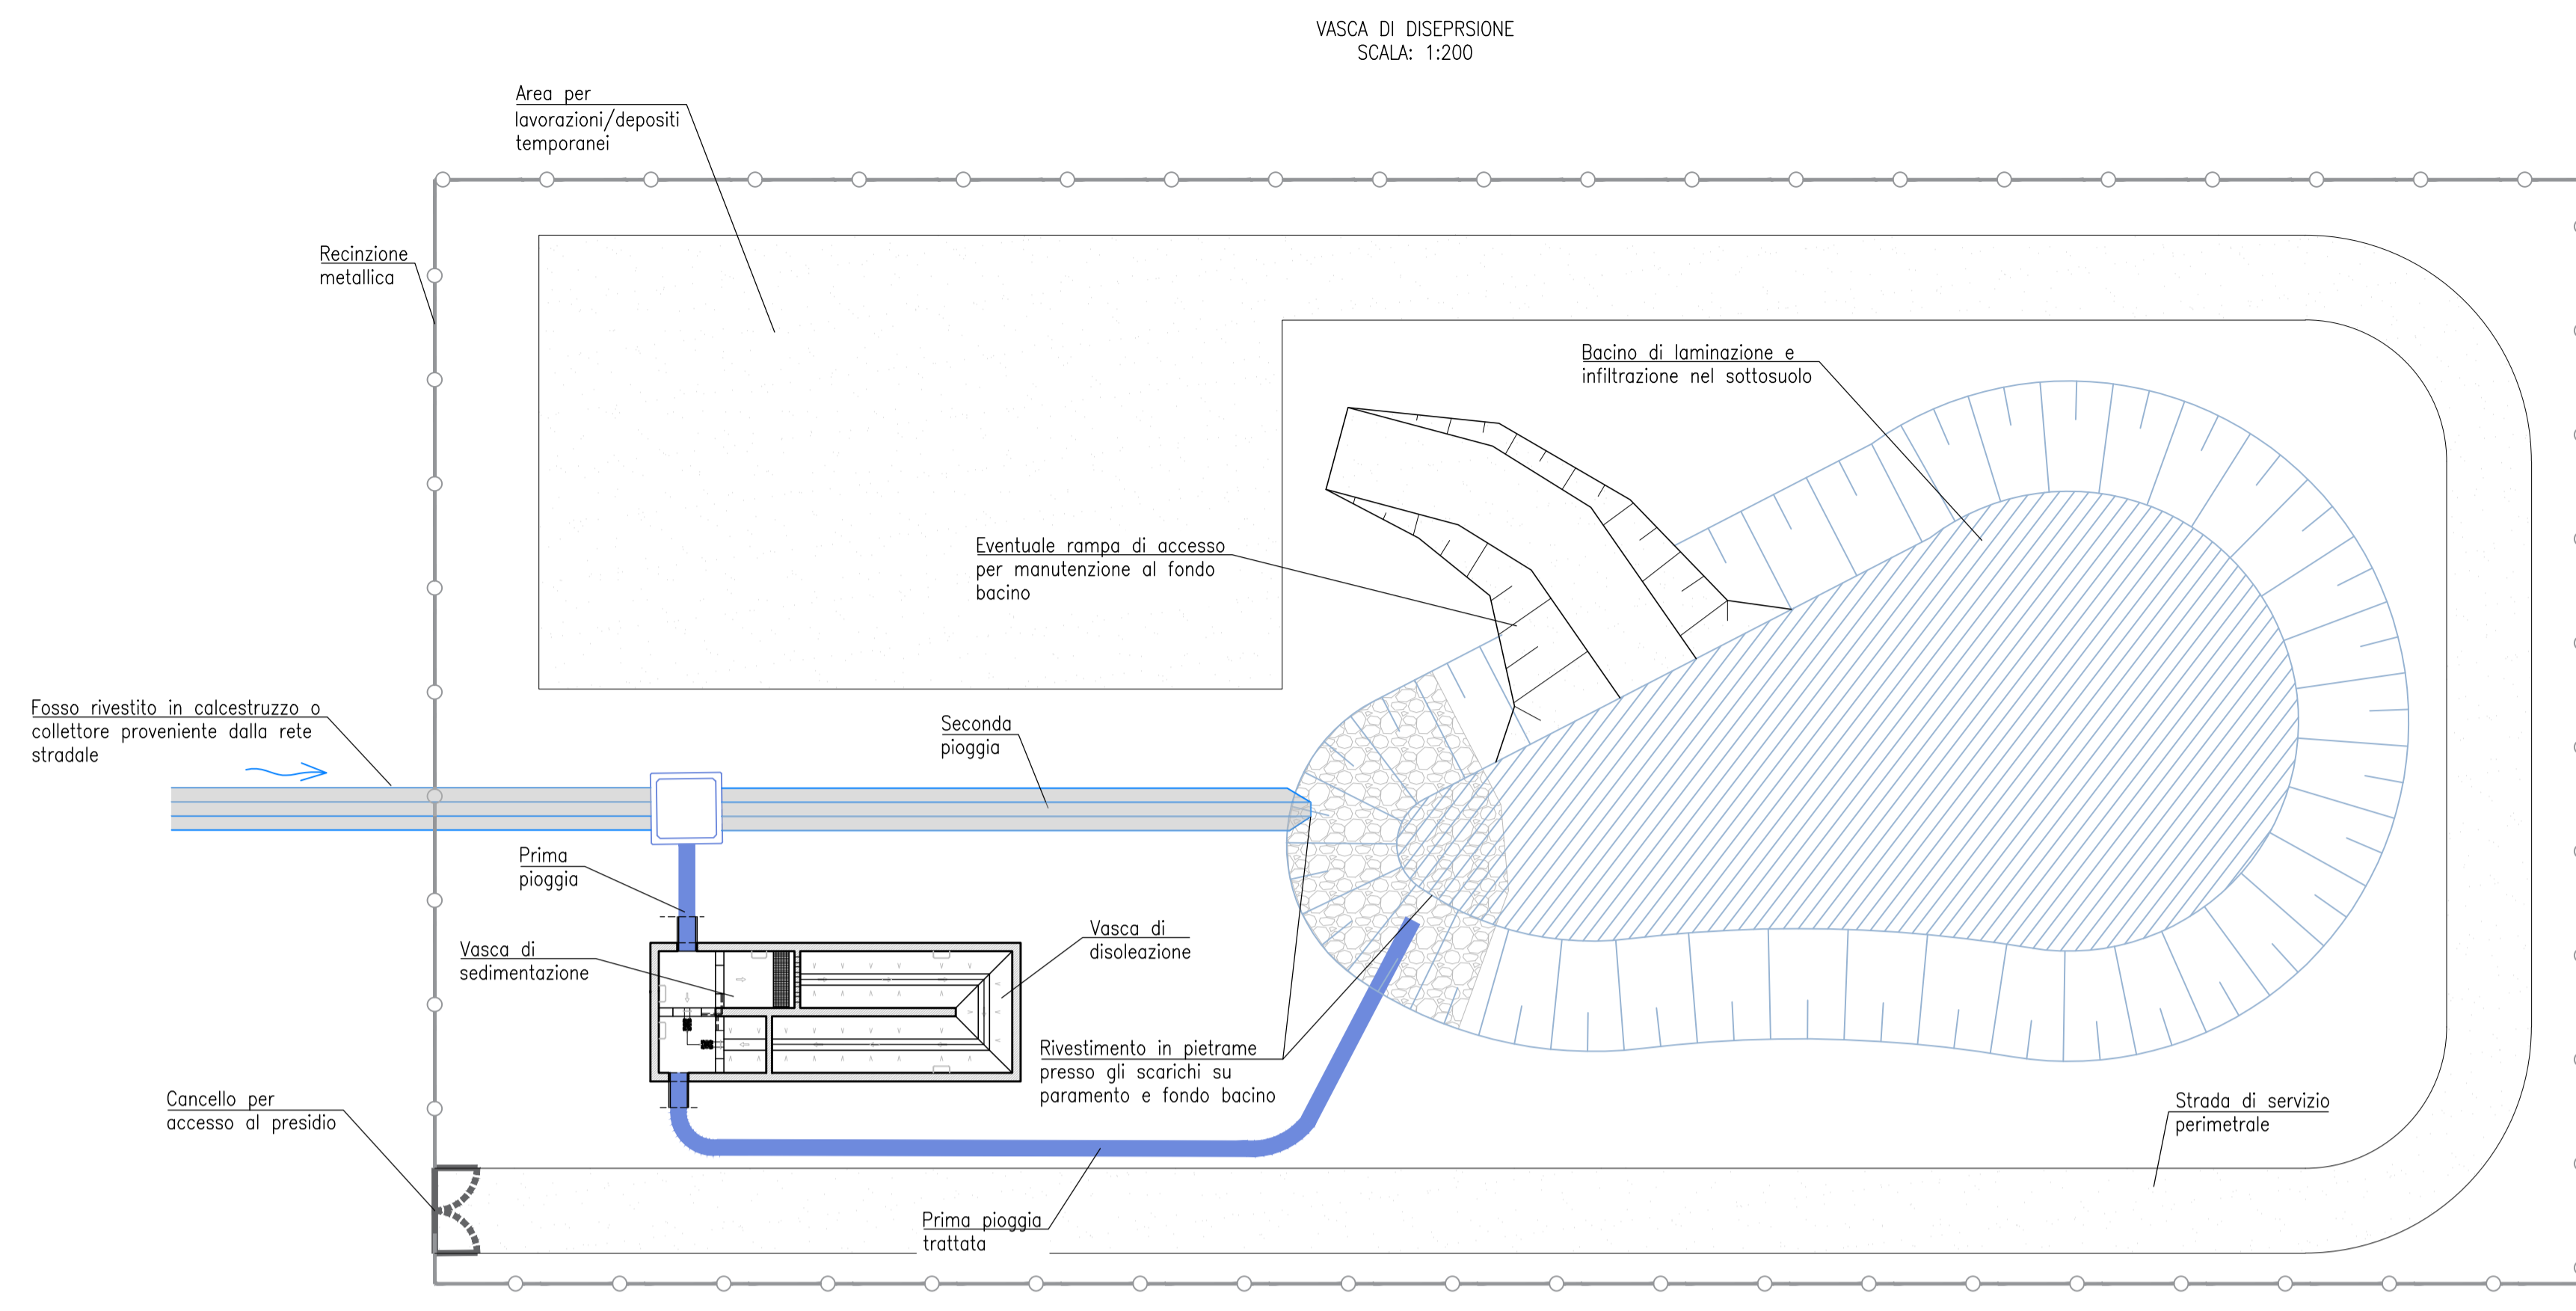 VASCA DI DISEPRSIONE
SCALA: 1:200
Area per
lavorazioni/depositi
temporanei
Recinzione
metallica
Bacino di laminazione e
infiltrazione nel sottosuolo
Eventuale rampa di accesso
per manutenzione al fondo
bacino
Fosso rivestito in calcestruzzo o
collettore proveniente dalla rete
stradale
Seconda
pioggia
Prima
pioggia
Vasca di
sedimentazione
Vasca di
disoleazione
Rivestimento in pietrame
presso gli scarichi su
paramento e fondo bacino
Cancello per
accesso al presidio
Strada di servizio
perimetrale
Prima pioggia
trattata